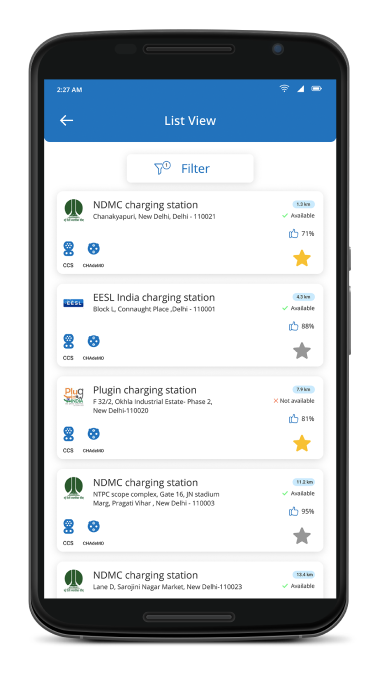 2:27 AM
List View
Filter
NDMC charging station
1.3 km
Chanakyapuri, New Delhi, Delhi - 110021
Available
71%
CCS
CHAdeMO
EESL
EESL India charging station
4.3 km
Block L, Connaught Place ,Delhi - 110001
Available
88%
CCS
CHAdeMO
Plug
INDIA
Plugin charging station
7.9 km
F 32/2, Okhla Industrial Estate- Phase 2,
Not available
New Delhi-110020
81%
CCS
CHAdeMO
NDMC charging station
11.2 km
NTPC scope complex, Gate 16, JN stadium
Available
Marg, Pragati Vihar , New Delhi - 110003
95%
CCS
CHAdeMO
NDMC charging station
13.4 km
Lane D, Sarojini Nagar Market, New Delhi-110023
Available